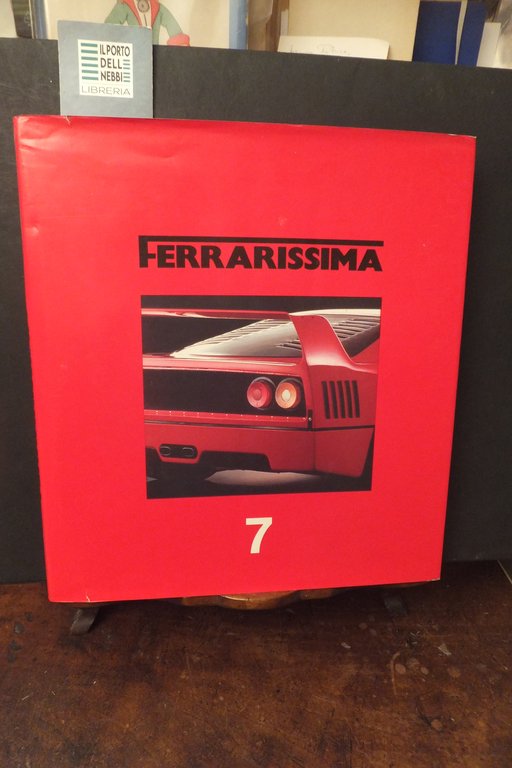 IL PORTO
DELL
NEBBI
LIBRERIA
FERRARISSIMA
7